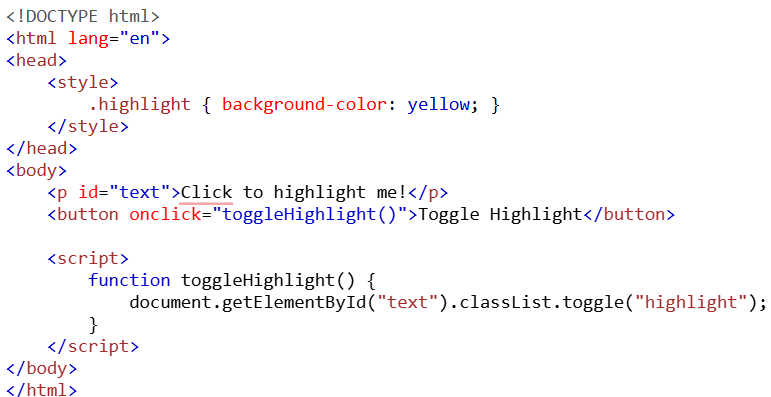 <!DOCTYPE html>
<html lang="en">
<head>
    <style>
        .highlight { background-color: yellow; }
    </style>
</head>
<body>
    <p id="text">Click to highlight me!</p>
    <button onclick="toggleHighlight()">Toggle Highlight</button>

    <script>
        function toggleHighlight() {
            document.getElementById("text").classList.toggle("highlight");
        }
    </script>
</body>
</html>